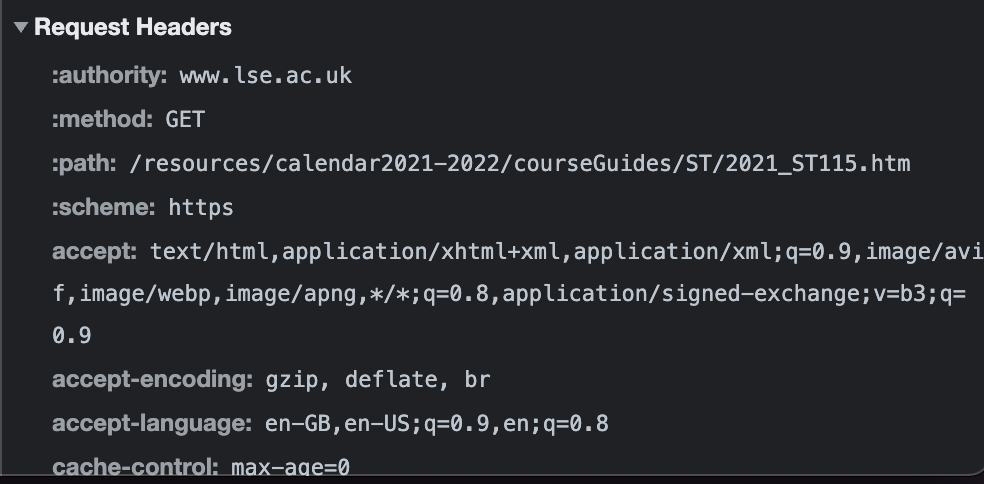 Request Headers
:authority: www.lse.ac.uk
:method: GET
:path: /resources/calendar2021-2022/courseGuides/ST/2021_ST115.htm
:scheme: https
accept: text/html,application/xhtml+xml,application/xml;q=0.9,image/avi
f,image/webp,image/apng,*/*;q=0.8,application/signed-exchange;v=b3;q=
0.9
accept-encoding: gzip, deflate, br
accept-language: en-GB,en-US;q=0.9,en;q=0.8
cache-control: max-age=0